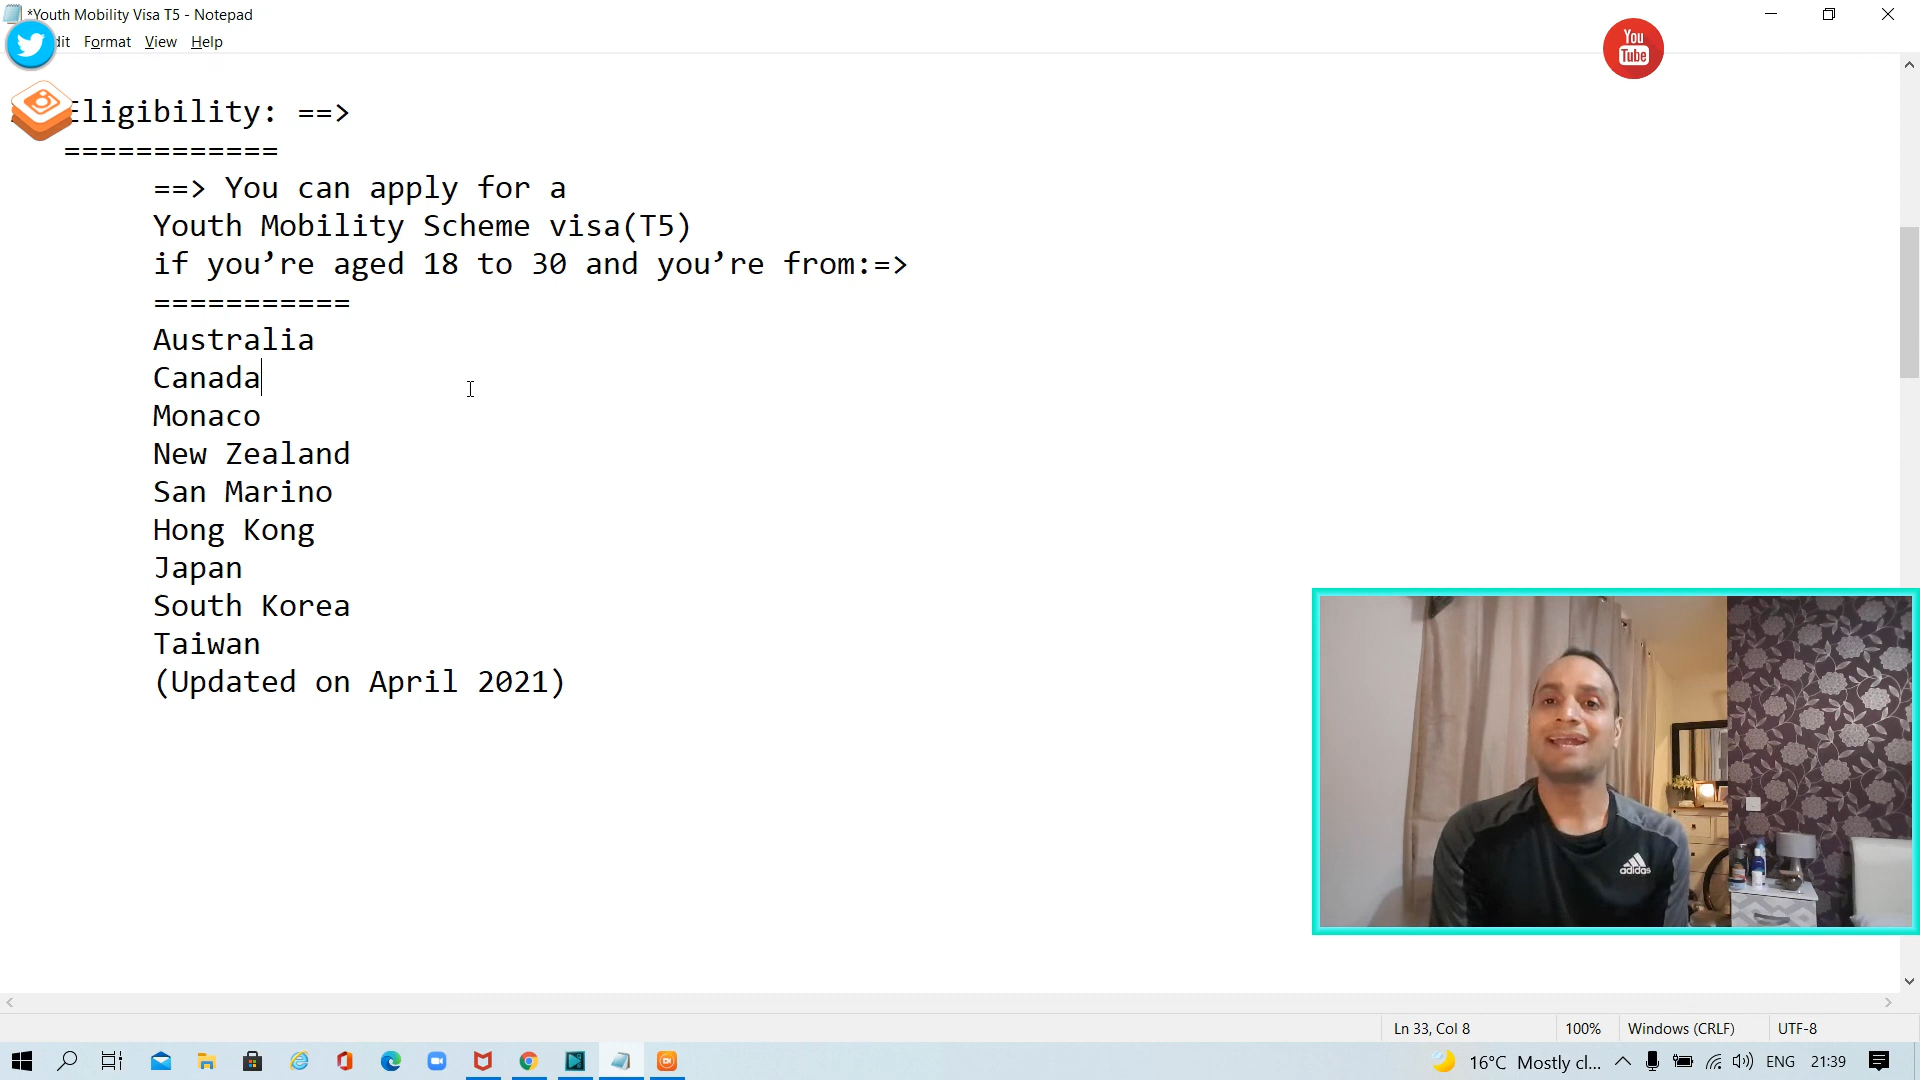 *Youth Mobility Visa T5 - Notepad
dit Format View Help
You
Tube
Eligibility: ==>
============
==> You can apply for a
Youth Mobility Scheme visa(T5)
if you’re aged 18 to 30 and you’re from:=>
===========
Australia
Canada
Monaco
New Zealand
San Marino
Hong Kong
Japan
South Korea
Taiwan
(Updated on April 2021)
adidas
Ln 33, Col 8 100% Windows (CRLF) UTF-8
16°C Mostly cl... ENG 21:39